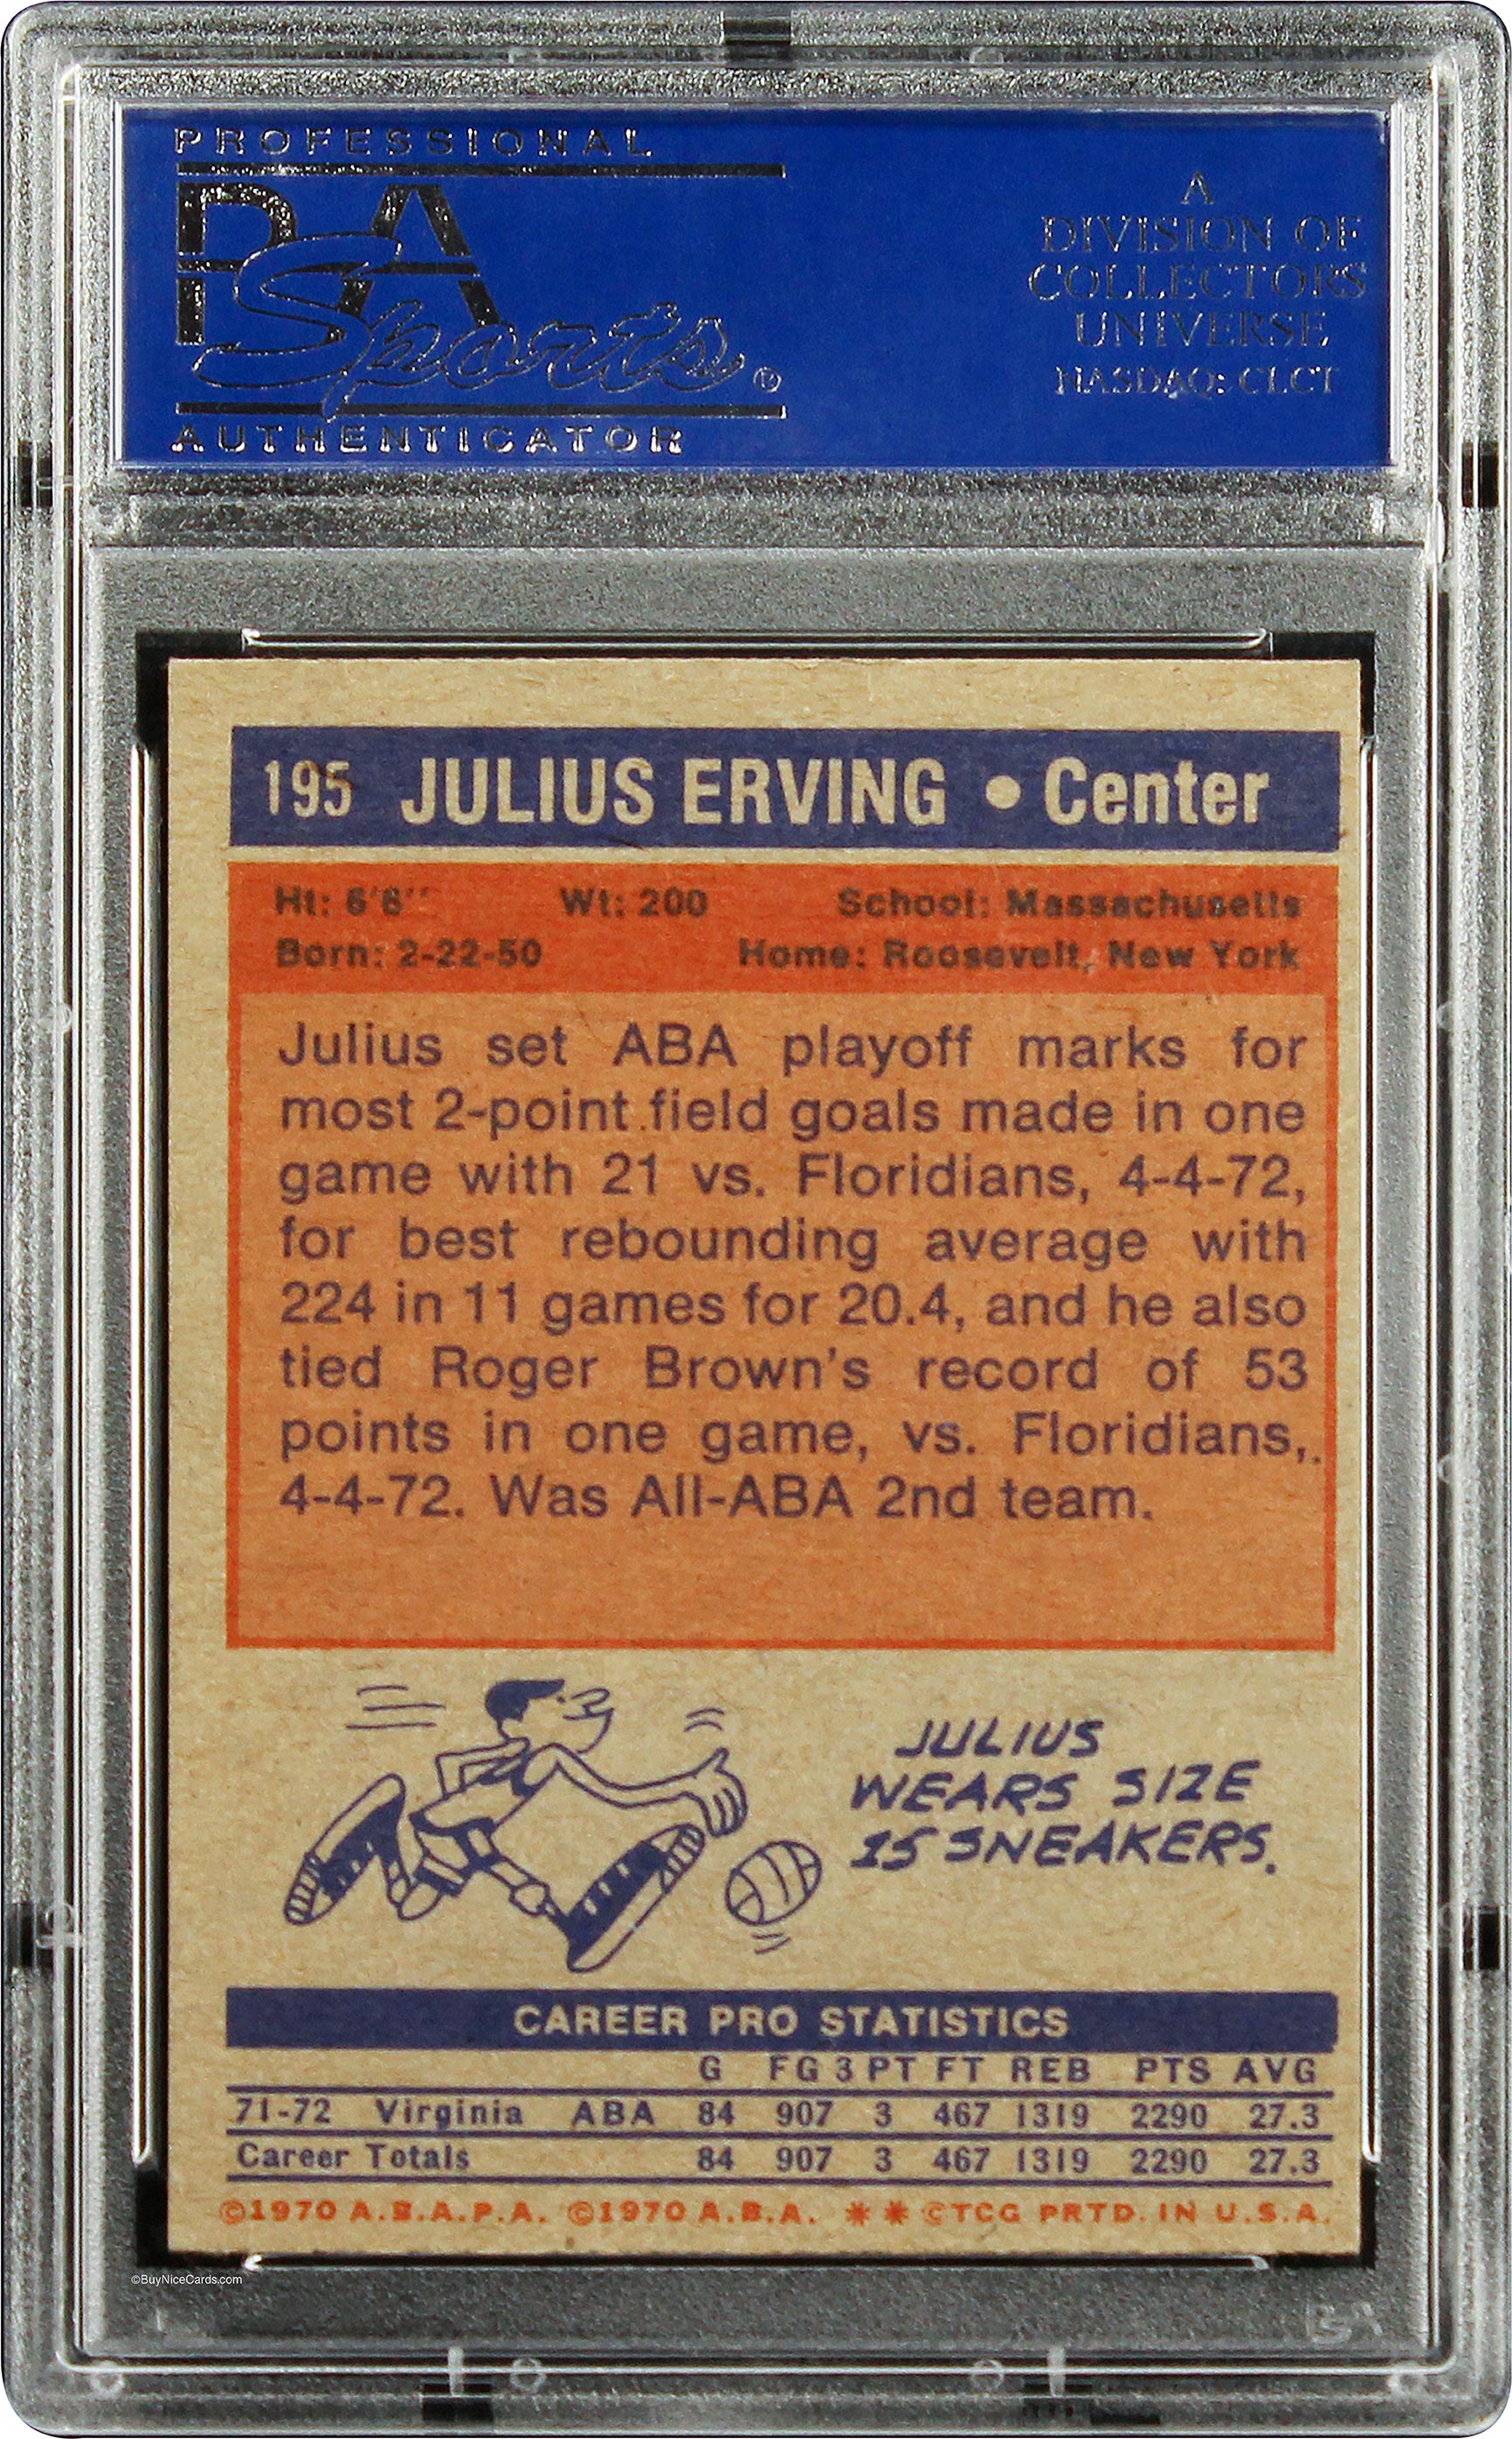 PROFESSIONAL
PSA
Sports ®
AUTHENTICATOR
A
DIVISION OF
COLLECTORS
UNIVERSE
NASDAQ: CLCT
195 JULIUS ERVING • Center
Ht: 6'6'' Wt: 200 School: Massachusetts
Born: 2-22-50 Home: Roosevelt, New York
Julius set ABA playoff marks for
most 2-point field goals made in one
game with 21 vs. Floridians, 4-4-72,
for best rebounding average with
224 in 11 games for 20.4, and he also
tied Roger Brown's record of 53
points in one game, vs. Floridians,
4-4-72. Was All-ABA 2nd team.
JULIUS
WEARS SIZE
15 SNEAKERS.
CAREER PRO STATISTICS
G FG 3 PT FT REB PTS AVG
71-72 Virginia ABA 84 907 3 467 1319 2290 27.3
Career Totals 84 907 3 467 1319 2290 27.3
©1970 A.B.A.P.A. ©1970 A.B.A. ** ©TCG PRTD. IN U.S.A.
©BuyNiceCards.com